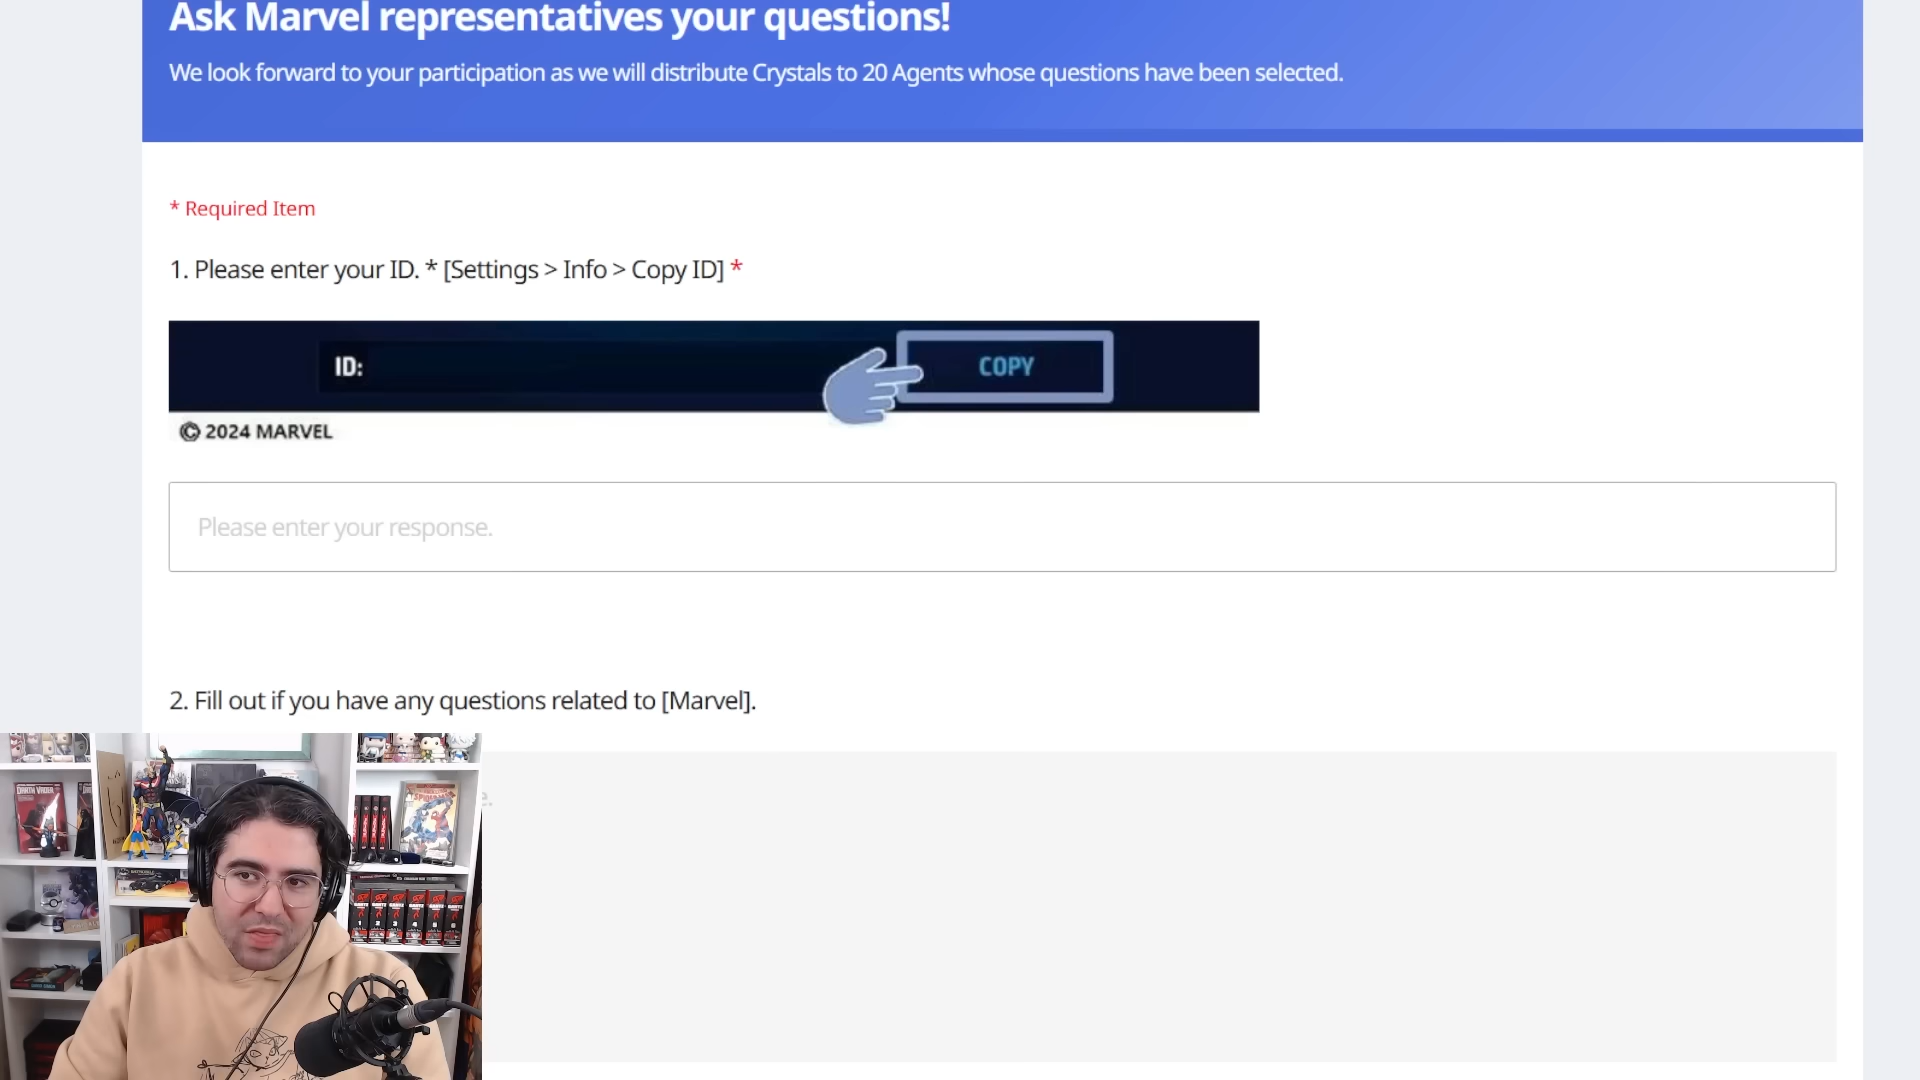 Ask Marvel representatives your questions!
We look forward to your participation as we will distribute Crystals to 20 Agents whose questions have been selected.
* Required Item
1. Please enter your ID. * [Settings > Info > Copy ID] *
ID:
COPY
© 2024 MARVEL
Please enter your response.
2. Fill out if you have any questions related to [Marvel].
e.
DARTH VADER